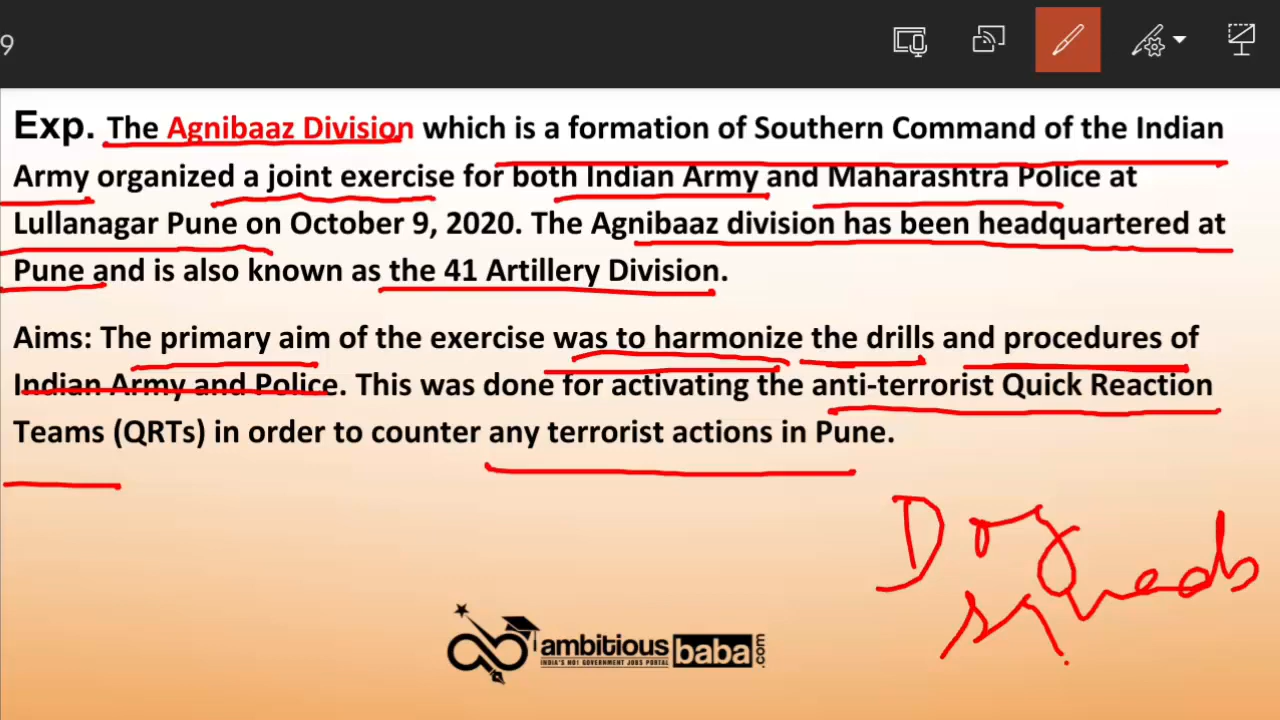 9
Exp. The Agnibaaz Division which is a formation of Southern Command of the Indian
Army organized a joint exercise for both Indian Army and Maharashtra Police at
Lullanagar Pune on October 9, 2020. The Agnibaaz division has been headquartered at
Pune and is also known as the 41 Artillery Division.
Aims: The primary aim of the exercise was to harmonize the drills and procedures of
Indian Army and Police. This was done for activating the anti-terrorist Quick Reaction
Teams (QRTs) in order to counter any terrorist actions in Pune.
Dog
ambitiousbaba.com
INDIA'S NO1 GOVERNMENT JOBS PORTAL